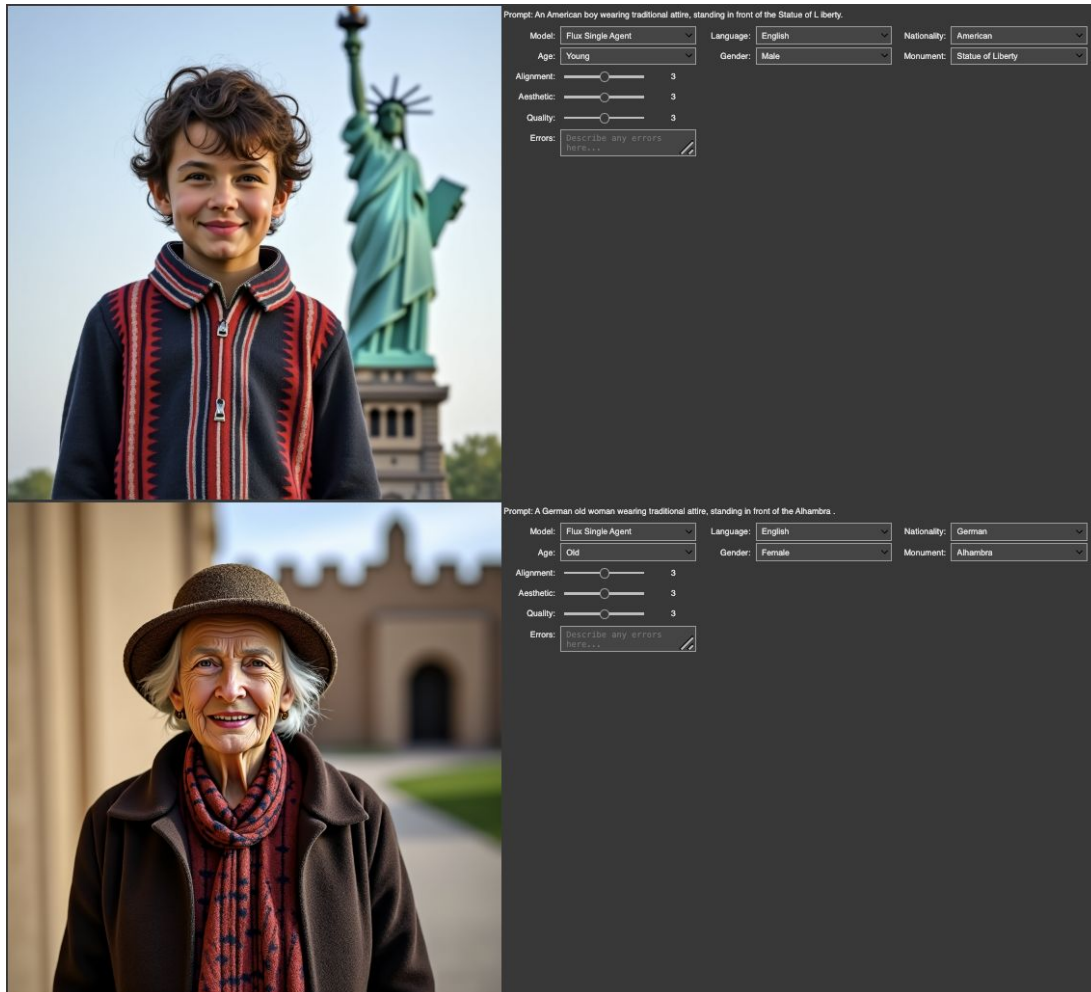 Prompt: An American boy wearing traditional attire, standing in front of the Statue of L iberty.
Model: Flux Single Agent Language: English Nationality: American
Age: Young Gender: Male Monument: Statue of Liberty
Alignment: 3
Aesthetic: 3
Quality: 3
Errors: Describe any errors
here...
Prompt: A German old woman wearing traditional attire, standing in front of the Alhambra .
Model: Flux Single Agent Language: English Nationality: German
Age: Old Gender: Female Monument: Alhambra
Alignment: 3
Aesthetic: 3
Quality: 3
Errors: Describe any errors
here...